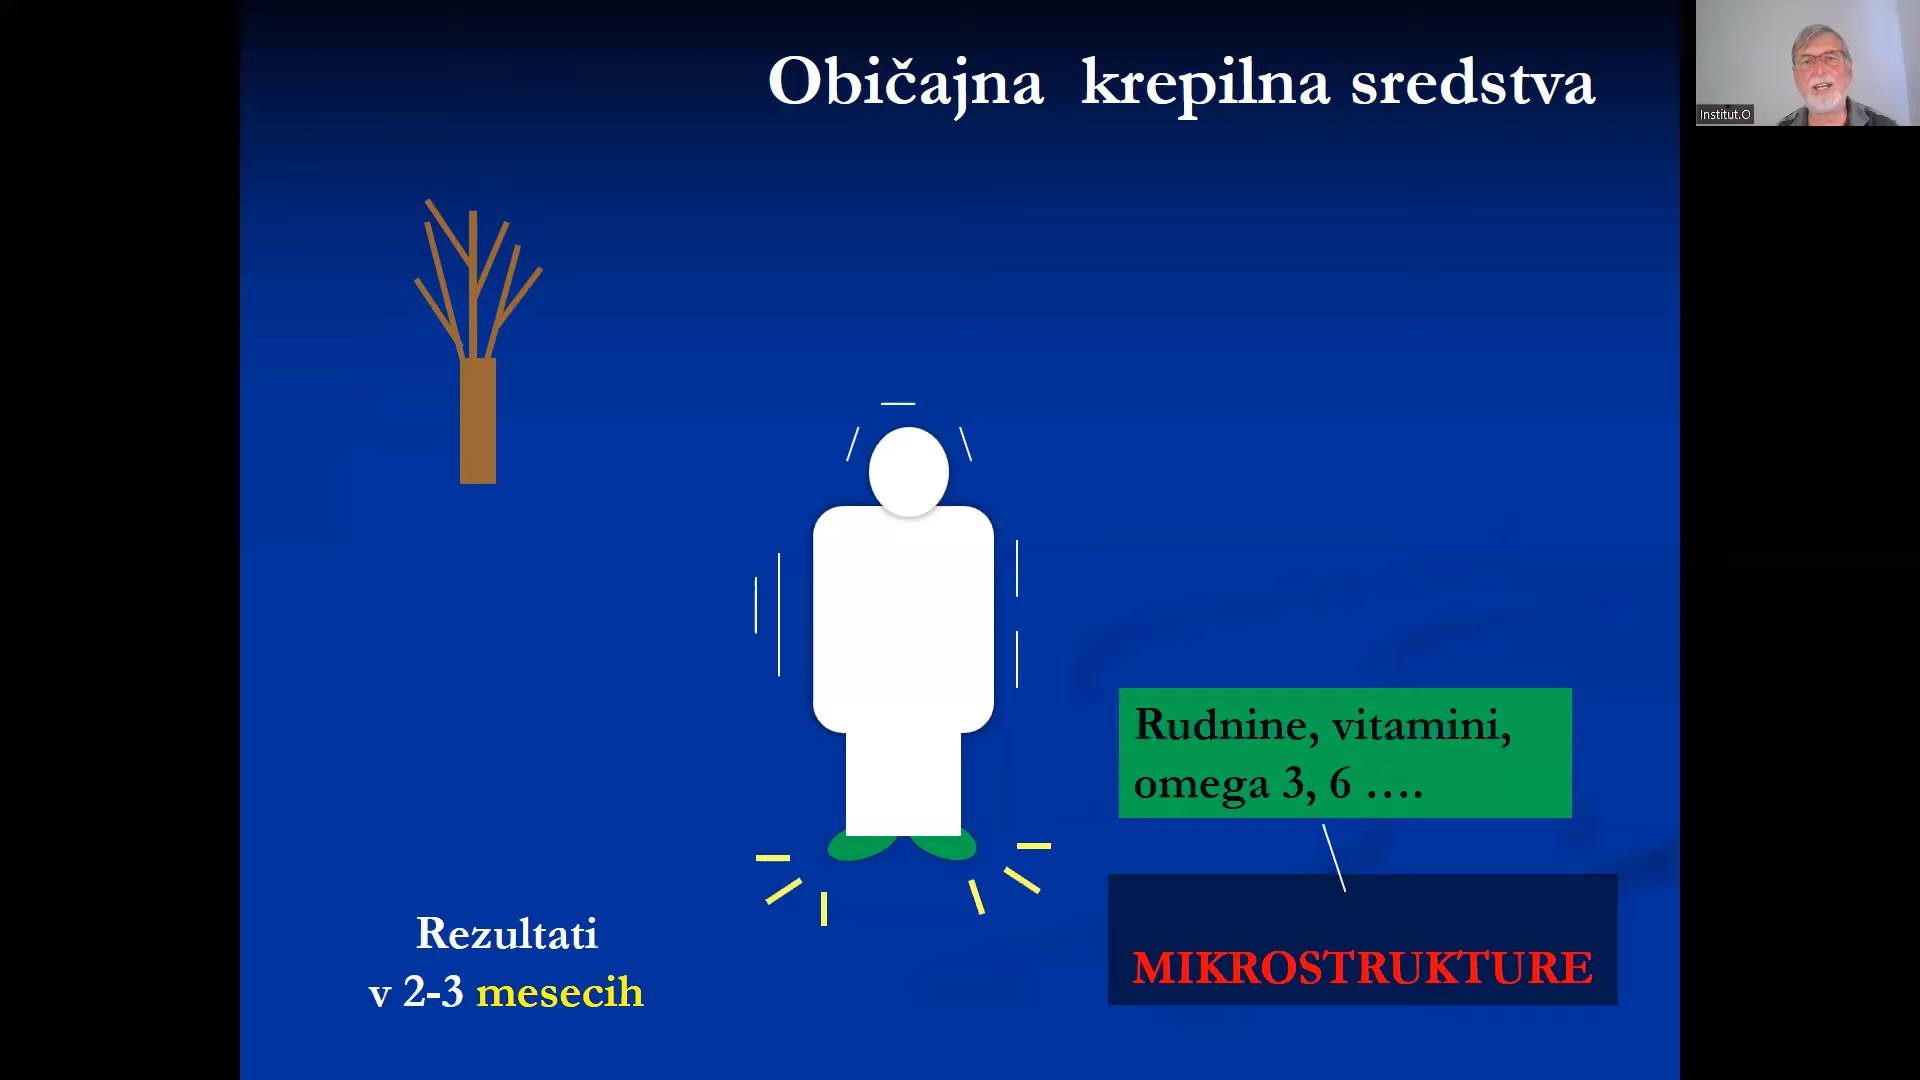 Običajna krepilna sredstva
Institut.O
Rudnine, vitamini,
omega 3, 6 ....
MIKROSTRUKTURE
Rezultati
v 2-3 mesecih